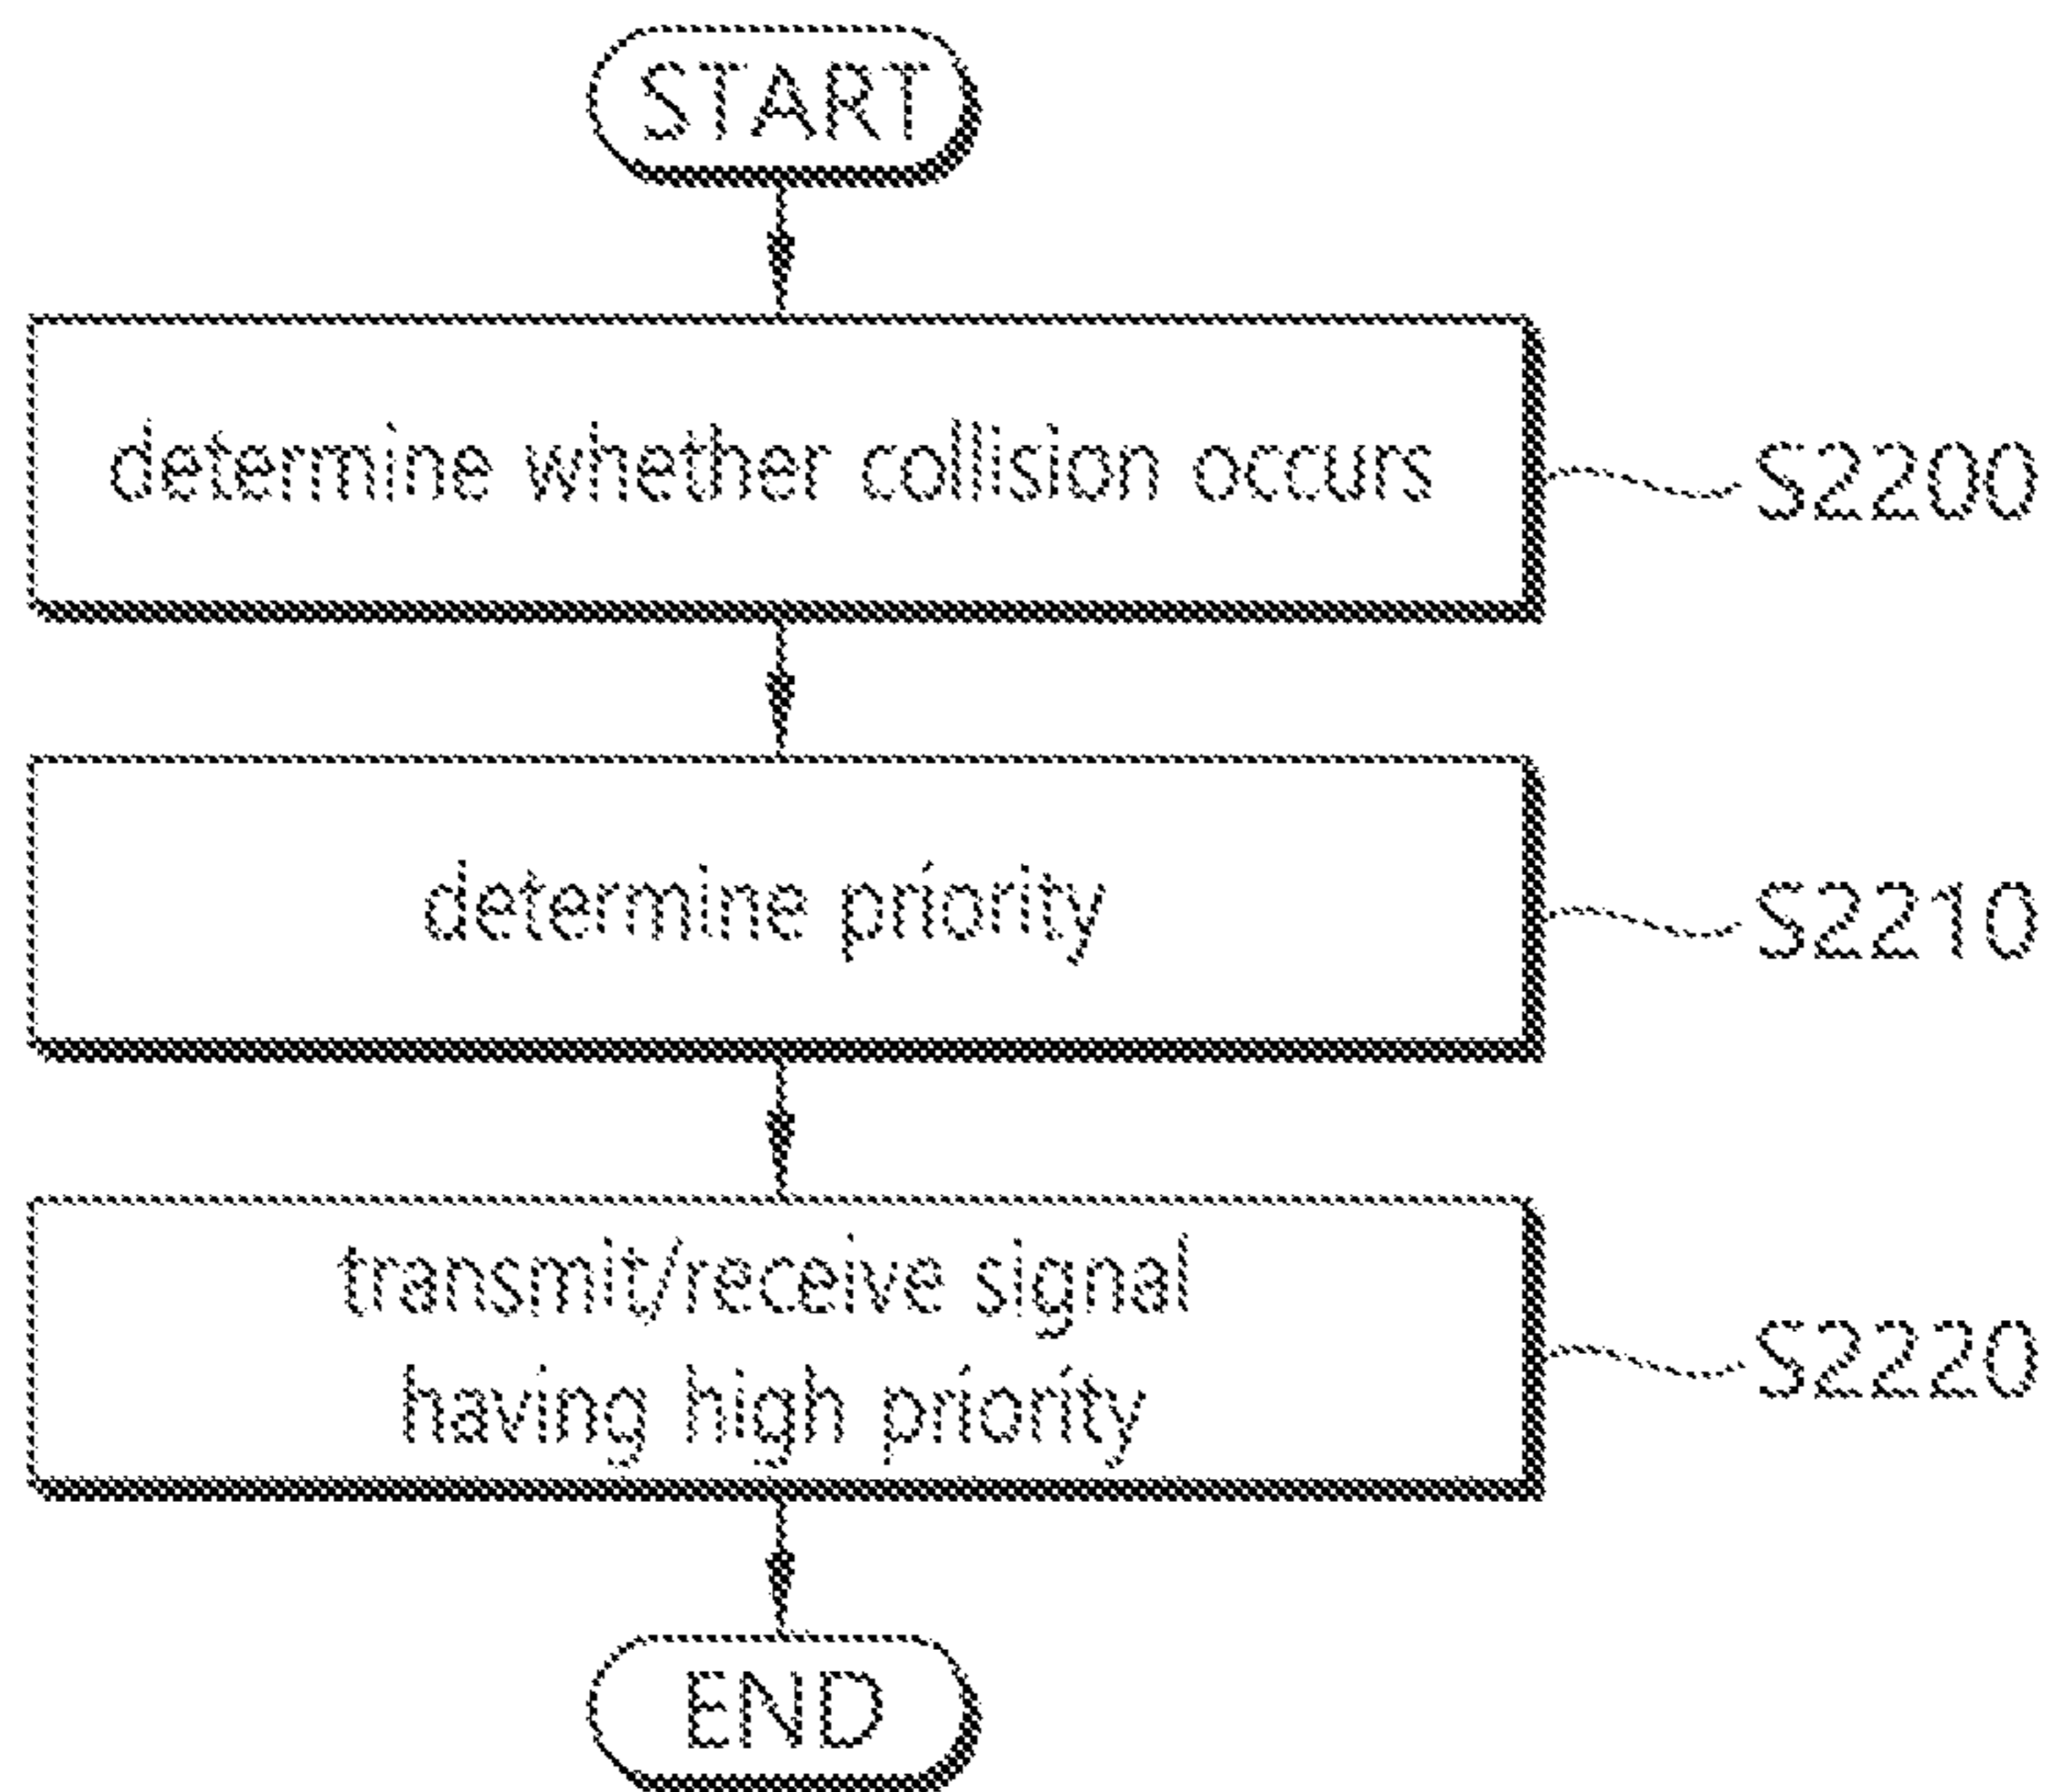 START
determine whether collision occurs
S2200
determine priority
S2210
transmit/receive signal
having high priority
S2220
END